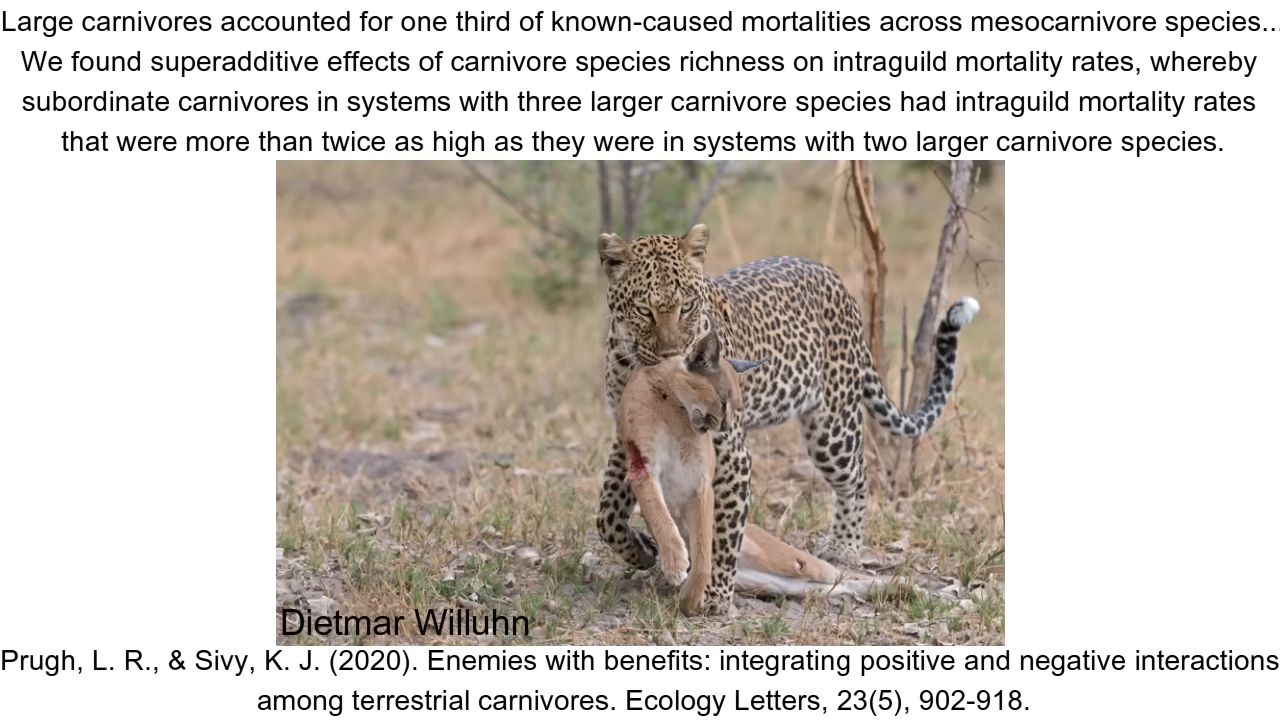 Large carnivores accounted for one third of known-caused mortalities across mesocarnivore species...
We found superadditive effects of carnivore species richness on intraguild mortality rates, whereby
subordinate carnivores in systems with three larger carnivore species had intraguild mortality rates
that were more than twice as high as they were in systems with two larger carnivore species.
Dietmar Willuhn
Prugh, L. R., & Sivy, K. J. (2020). Enemies with benefits: integrating positive and negative interactions
among terrestrial carnivores. Ecology Letters, 23(5), 902-918.